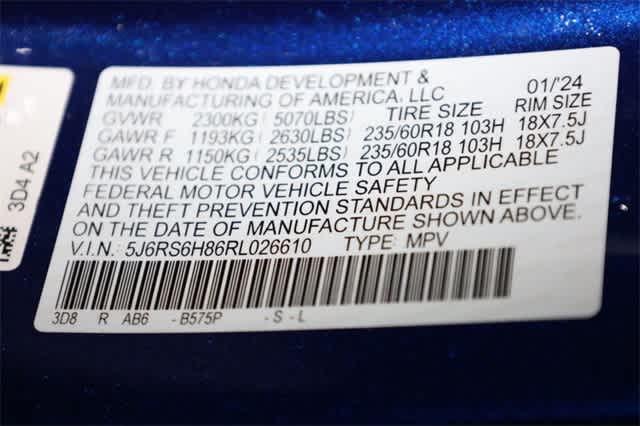 MFD. BY HONDA DEVELOPMENT &
MANUFACTURING OF AMERICA, LLC 01/24
GVWR 2300KG ( 5070LBS) TIRE SIZE RIM SIZE
GAWR F 1193KG ( 2630LBS) 235/60R18 103H 18X7.5J
GAWR R 1150KG ( 2535LBS) 235/60R18 103H 18X7.5J
THIS VEHICLE CONFORMS TO ALL APPLICABLE
FEDERAL MOTOR VEHICLE SAFETY
AND THEFT PREVENTION STANDARDS IN EFFECT
ON THE DATE OF MANUFACTURE SHOWN ABOVE.
V.I.N.: 5J6RS6H86RL026610 TYPE: MPV
3D8 R AB6 - B575P - S - L
3D4 A2